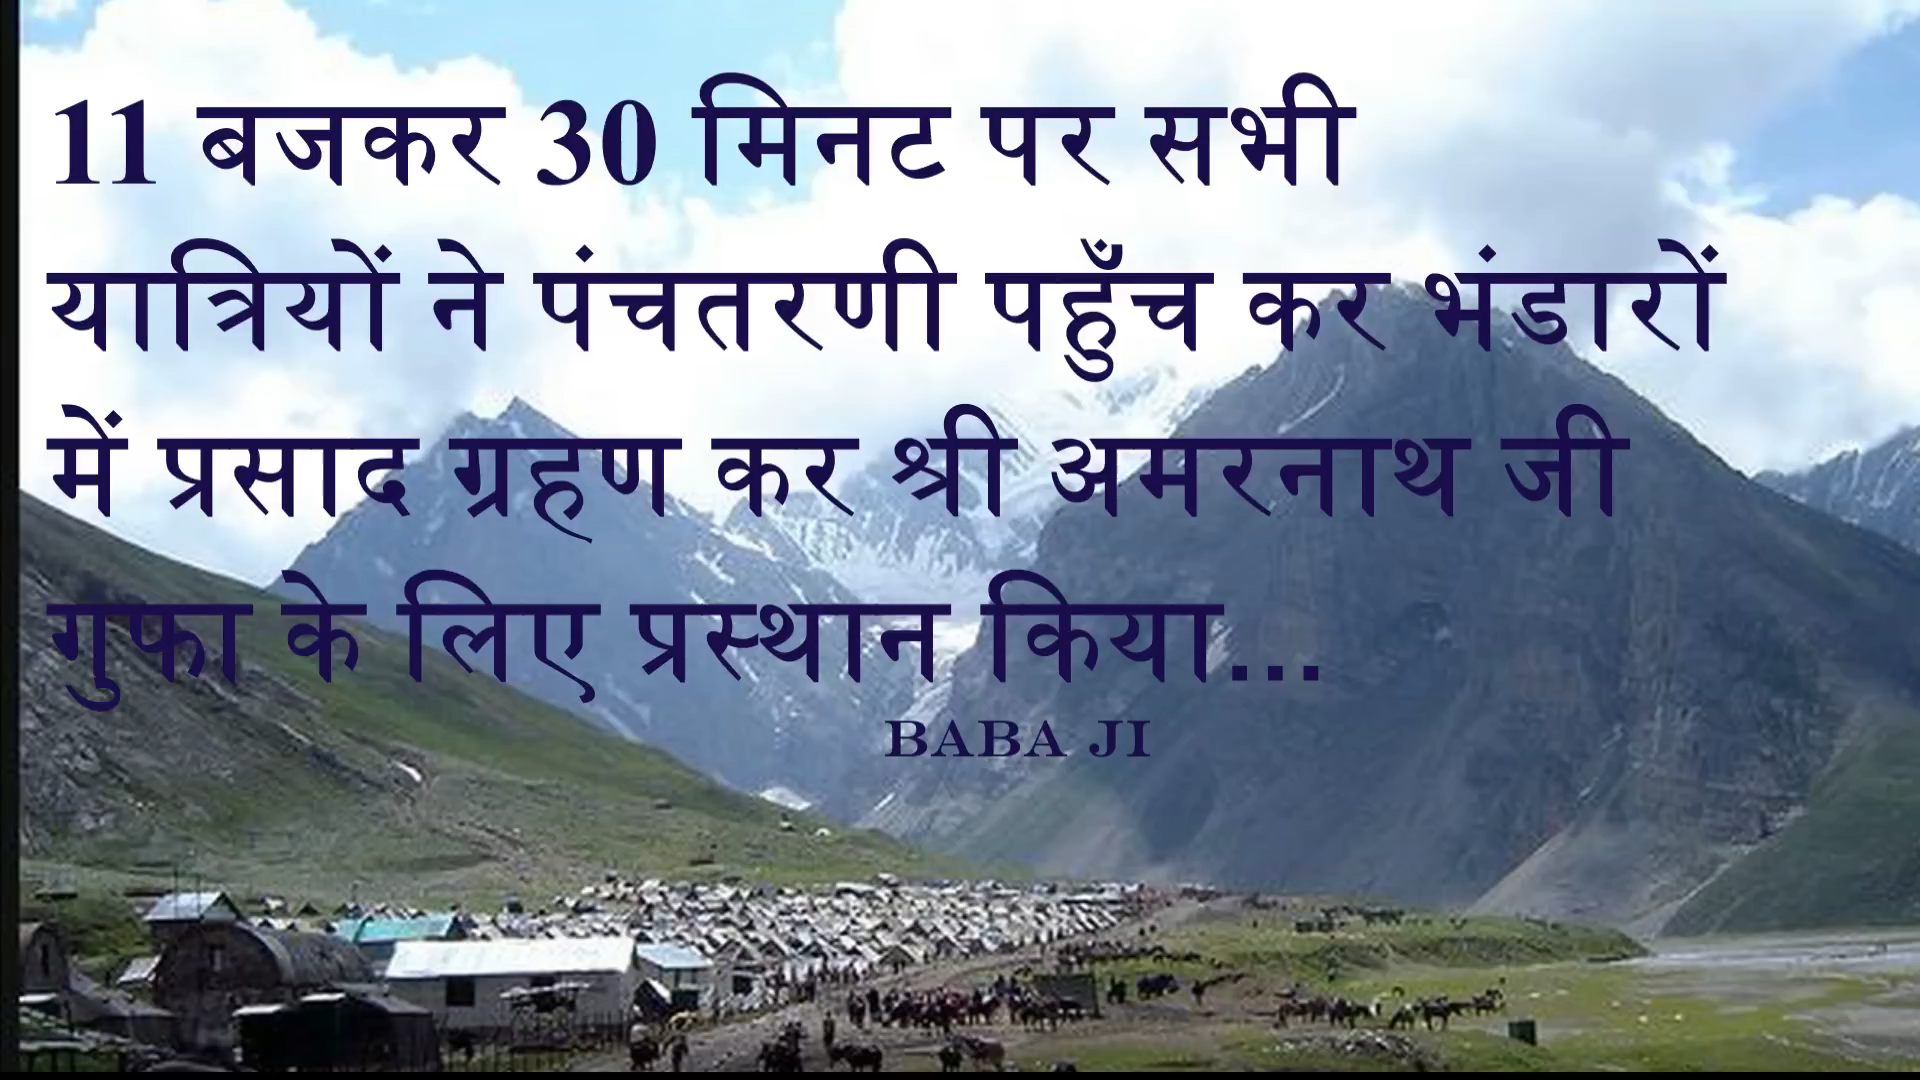 11 बजकर 30 मिनट पर सभी
यात्रियों ने पंचतरणी पहुँच कर भंडारों
में प्रसाद ग्रहण कर श्री अमरनाथ जी
गुफा के लिए प्रस्थान किया...
BABA JI